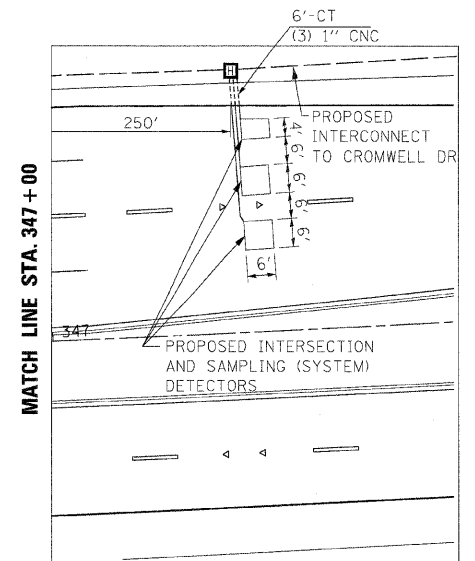 6'-CT
(3) 1" CNC
H
250'
PROPOSED
INTERCONNECT
TO CROMWELL DR
4'
6'
6'
6'
6'
6'
MATCH LINE STA. 347+00
347
PROPOSED INTERSECTION
AND SAMPLING (SYSTEM)
DETECTORS